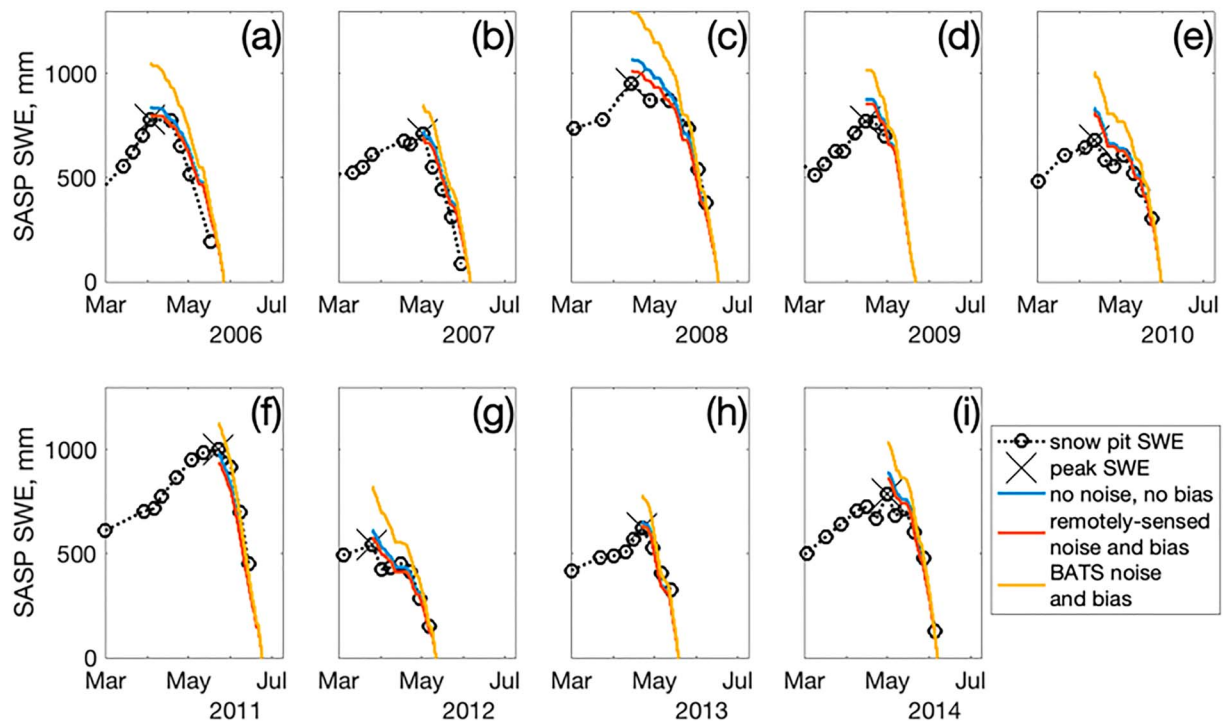 (a) (b) (c) (d) (e)
SASP SWE, mm
1000
500
0
Mar May Jul Mar May Jul Mar May Jul Mar May Jul Mar May Jul
2006 2007 2008 2009 2010
(f) (g) (h) (i)
SASP SWE, mm
1000
500
0
Mar May Jul Mar May Jul Mar May Jul Mar May Jul
2011 2012 2013 2014
snow pit SWE
peak SWE
no noise, no bias
remotely-sensed
noise and bias
BATS noise
and bias